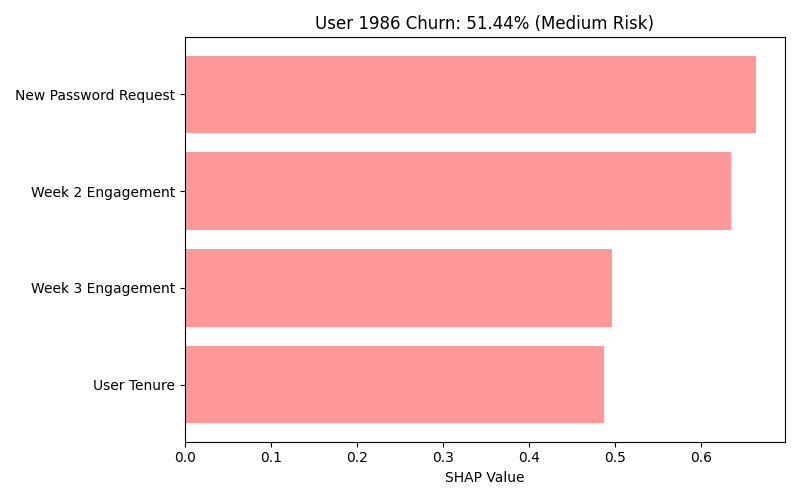 User 1986 Churn: 51.44% (Medium Risk)
New Password Request
Week 2 Engagement
Week 3 Engagement
User Tenure
0.0 0.1 0.2 0.3 0.4 0.5 0.6
SHAP Value